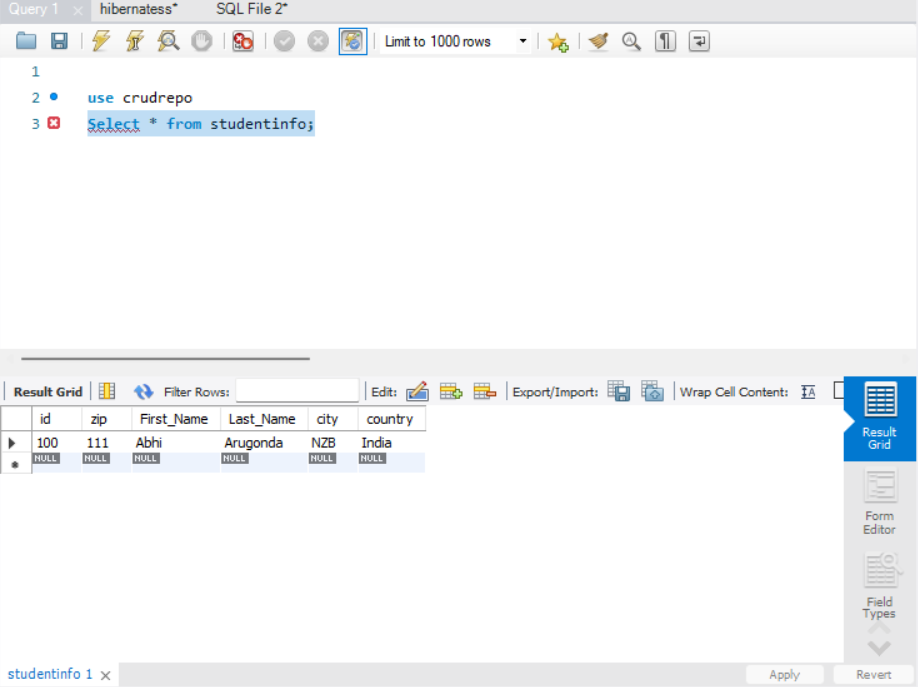 Query 1 hibernatess* SQL File 2*
Limit to 1000 rows
1
2 use crudrepo
3 Select * from studentinfo;
Result Grid Filter Rows: Edit: Export/Import: Wrap Cell Content:
id zip First_Name Last_Name city country
100 111 Abhi Arugonda NZB India
NULL NULL NULL NULL NULL NULL
Result
Grid
Form
Editor
Field
Types
studentinfo 1 Apply Revert